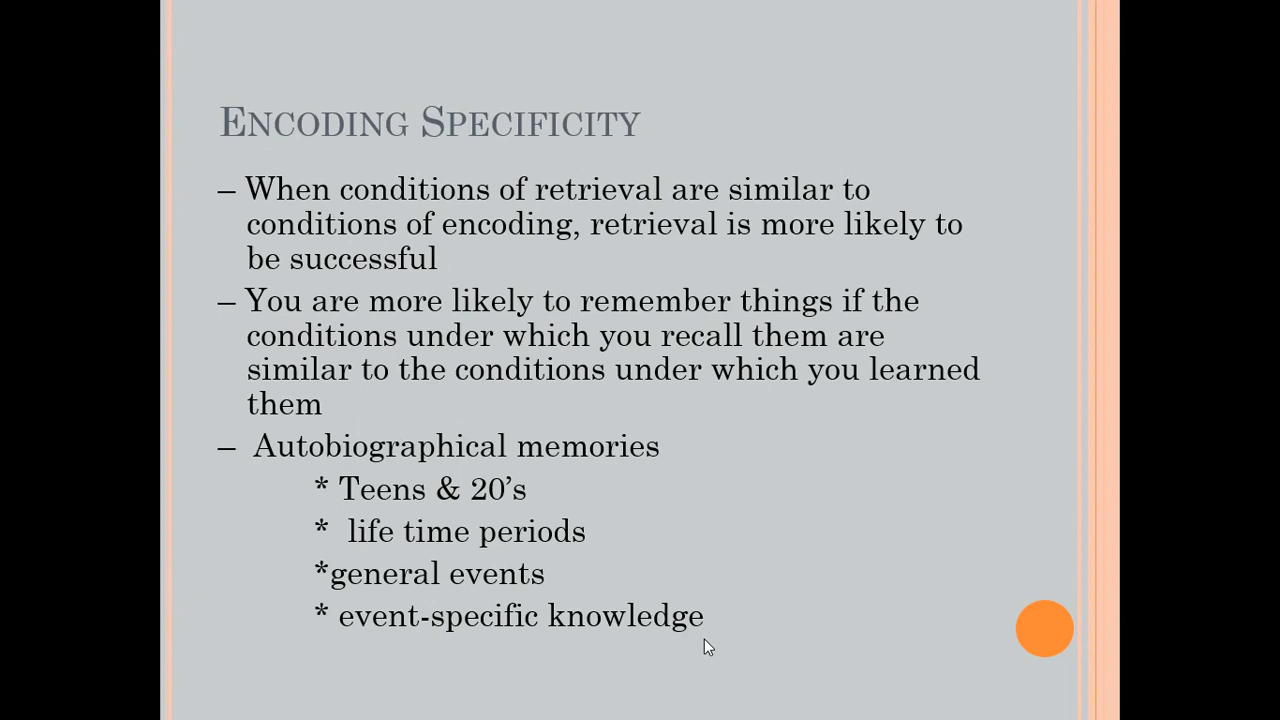 ENCODING SPECIFICITY
– When conditions of retrieval are similar to
conditions of encoding, retrieval is more likely to
be successful
– You are more likely to remember things if the
conditions under which you recall them are
similar to the conditions under which you learned
them
– Autobiographical memories
* Teens & 20’s
* life time periods
*general events
* event-specific knowledge